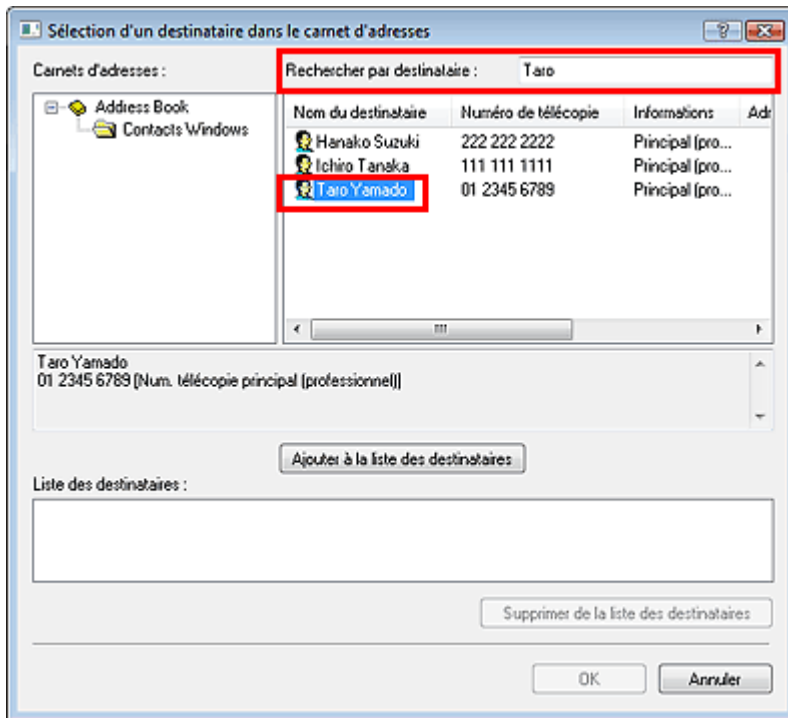 Sélection d'un destinataire dans le carnet d'adresses
Carnets d'adresses :
Rechercher par destinataire : Taro
Address Book
Contacts Windows
Nom du destinataire Numéro de télécopie Informations Adr
Hanako Suzuki 222 222 2222 Principal (pro...
Ichiro Tanaka 111 111 1111 Principal (pro...
Taro Yamado 01 2345 6789 Principal (pro...
Taro Yamado
01 2345 6789 [Num. télécopie principal (professionnel)]
Ajouter à la liste des destinataires
Liste des destinataires :
Supprimer de la liste des destinataires
OK Annuler